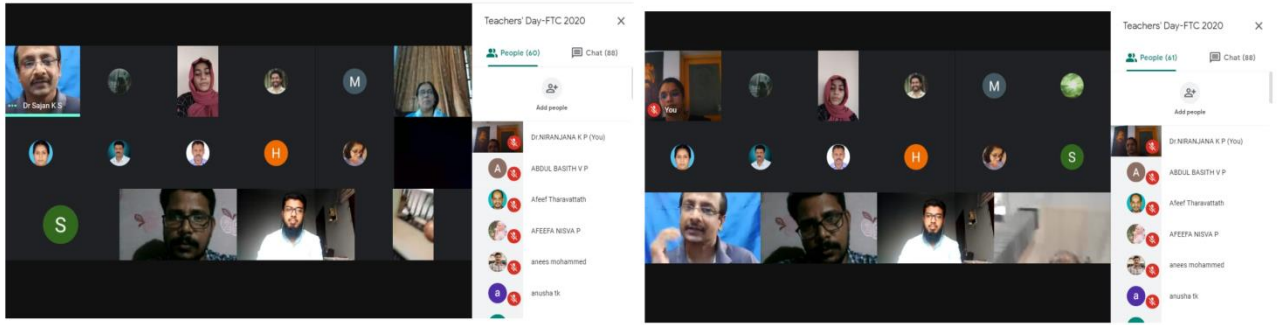 Teachers' Day-FTC 2020
People (60) Chat (88)
Add people
Dr Sajan K S
M
H
S
Dr.NIRANJANA K P (You)
ABDUL BASITH V P
A
Afeef Tharavattath
AFEEFA NISVA P
anees mohammed
anusha tk
a
Teachers' Day-FTC 2020
People (61) Chat (88)
Add people
You
M
H
S
Dr.NIRANJANA K P (You)
ABDUL BASITH V P
A
Afeef Tharavattath
AFEEFA NISVA P
anees mohammed
anusha tk
a